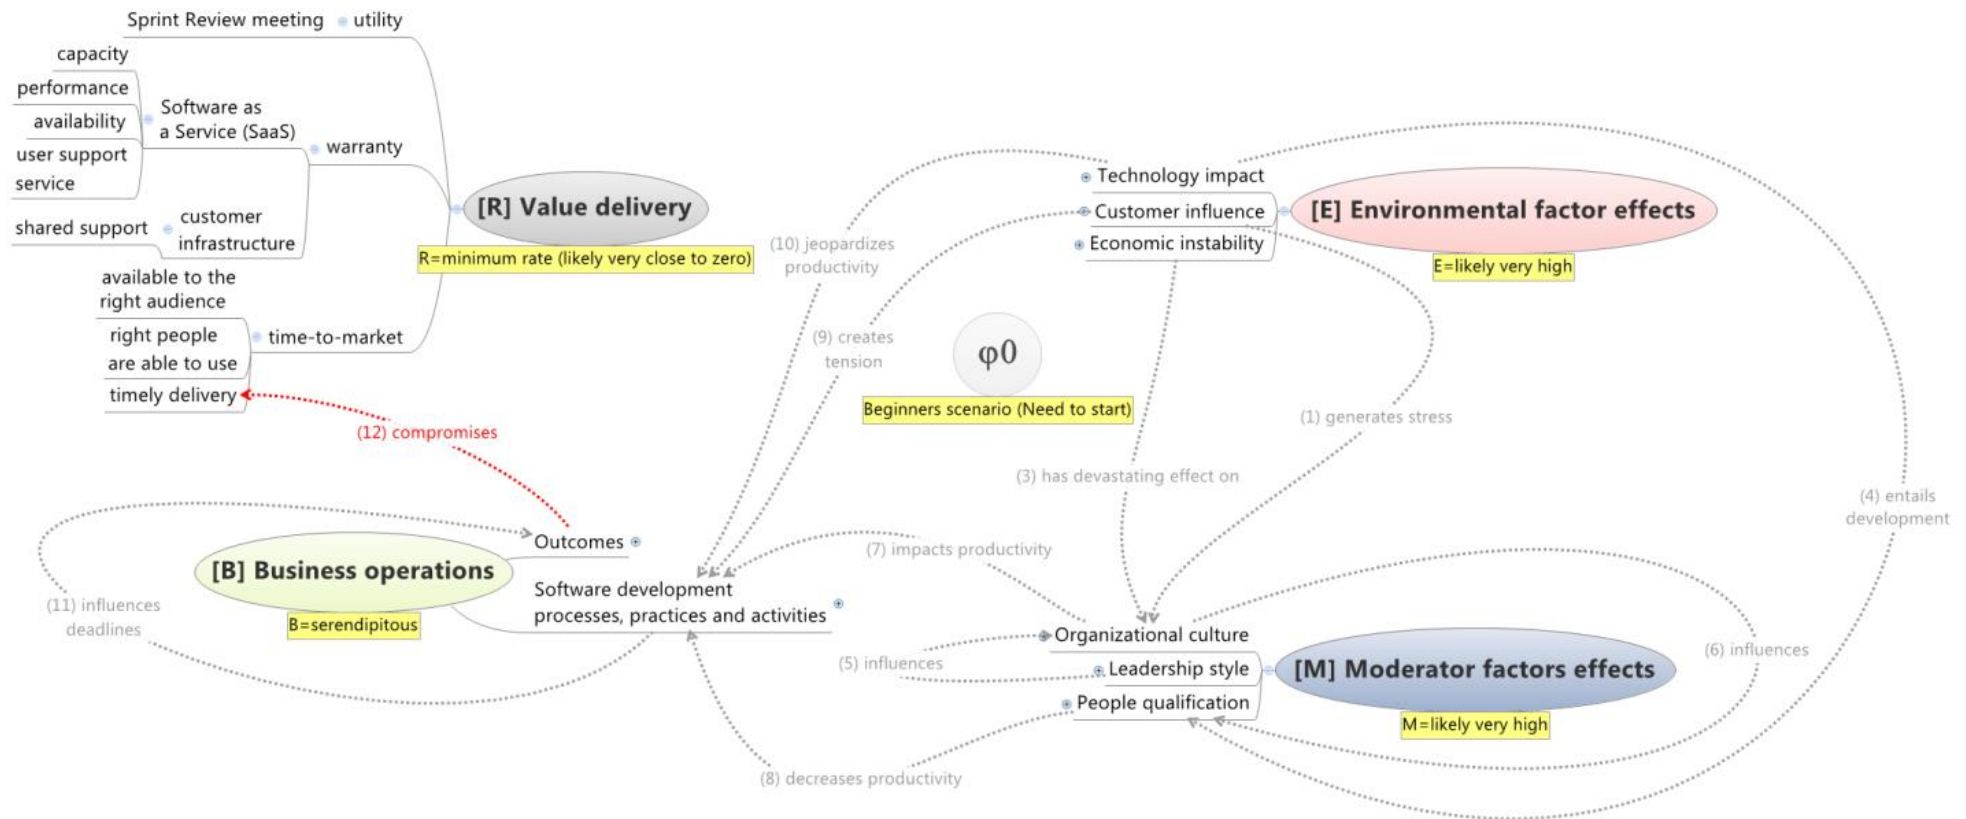 Sprint Review meeting
utility
capacity
performance
availability
user support
service
Software as
a Service (SaaS)
warranty
shared support
customer
infrastructure
available to the
right audience
right people
are able to use
timely delivery
time-to-market
[R] Value delivery
R=minimum rate (likely very close to zero)
(12) compromises
(10) jeopardizes
productivity
(9) creates
tension
φ0
Beginners scenario (Need to start)
Technology impact
Customer influence
Economic instability
[E] Environmental factor effects
E=likely very high
(1) generates stress
(3) has devastating effect on
(4) entails
development
Outcomes
[B] Business operations
B=serendipitous
Software development
processes, practices and activities
(11) influences
deadlines
(7) impacts productivity
(5) influences
(8) decreases productivity
Organizational culture
Leadership style
People qualification
[M] Moderator factors effects
M=likely very high
(6) influences